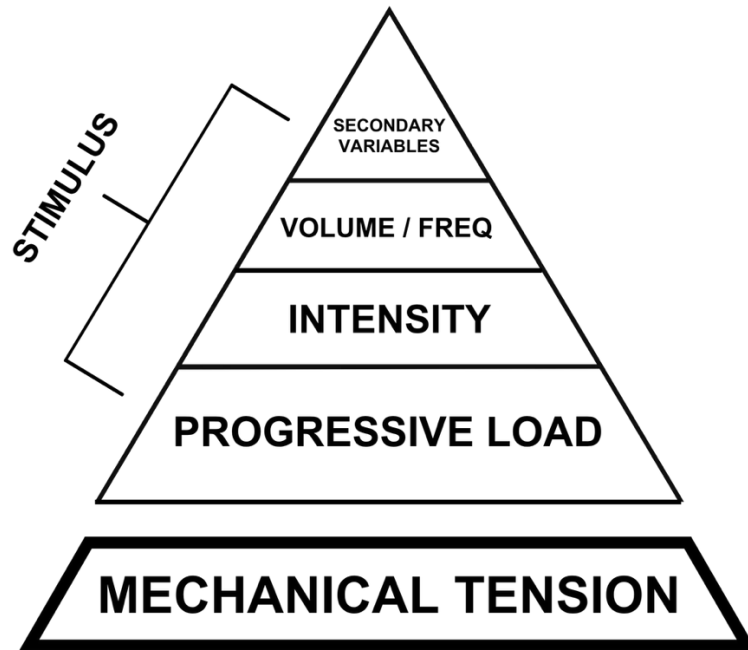 STIMULUS
SECONDARY
VARIABLES
VOLUME / FREQ
INTENSITY
PROGRESSIVE LOAD
MECHANICAL TENSION